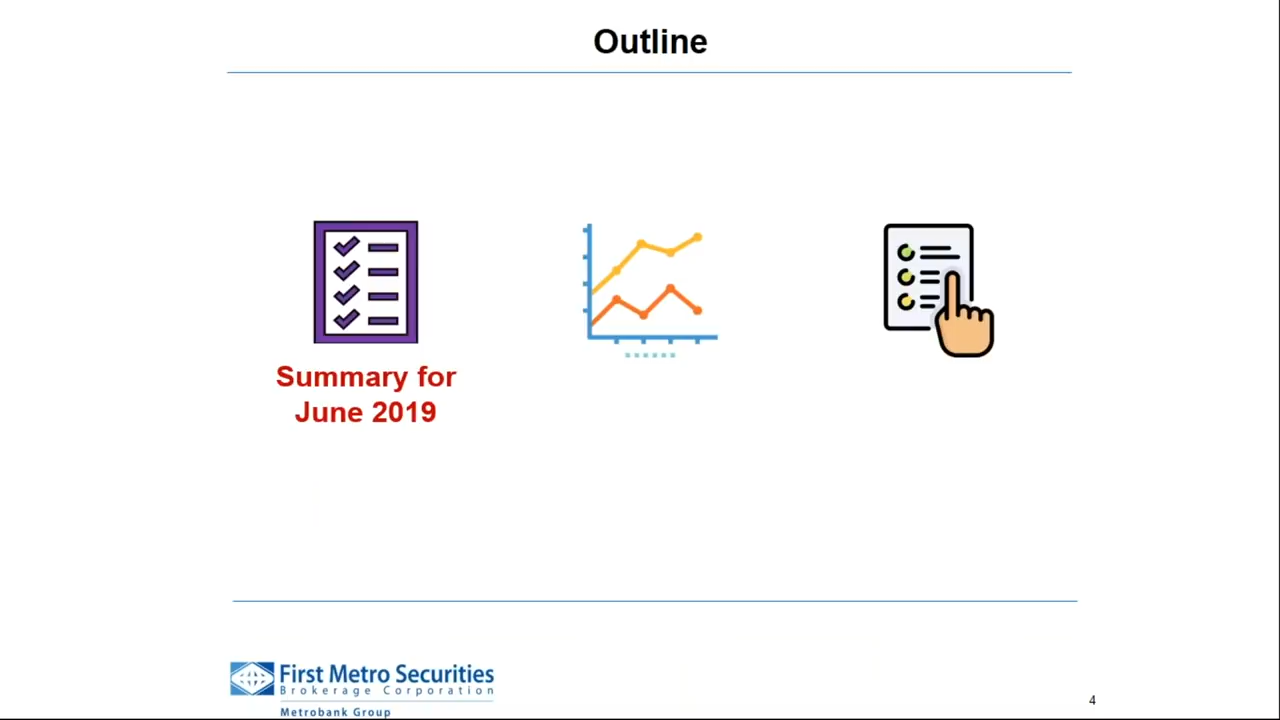 Outline
Summary for
June 2019
First Metro Securities
Brokerage Corporation
Metrobank Group
4